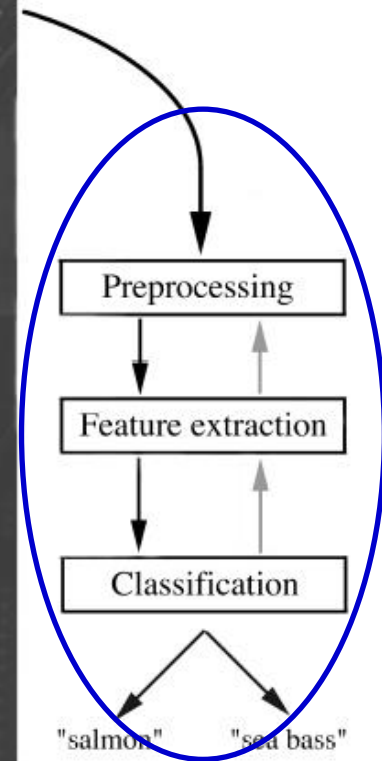 Preprocessing
Feature extraction
Classification
"salmon" "sea bass"